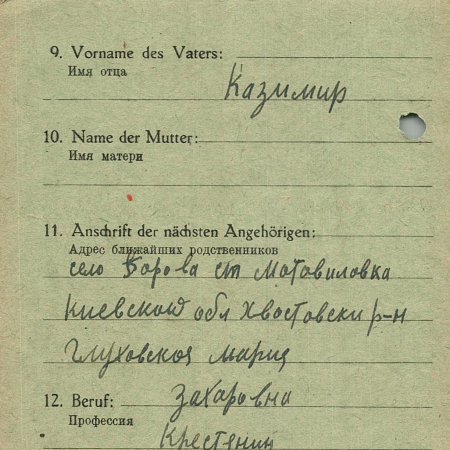 9. Vorname des Vaters:
Имя отца
Казимир
10. Name der Mutter:
Имя матери
11. Anschrift der nächsten Angehörigen:
Адрес ближайших родственников
село Борова ст Мотовиловка
Киевской обл Хвостовски р-н
Глуховская Мария
Захаровна
12. Beruf:
Профессия
Крестенин